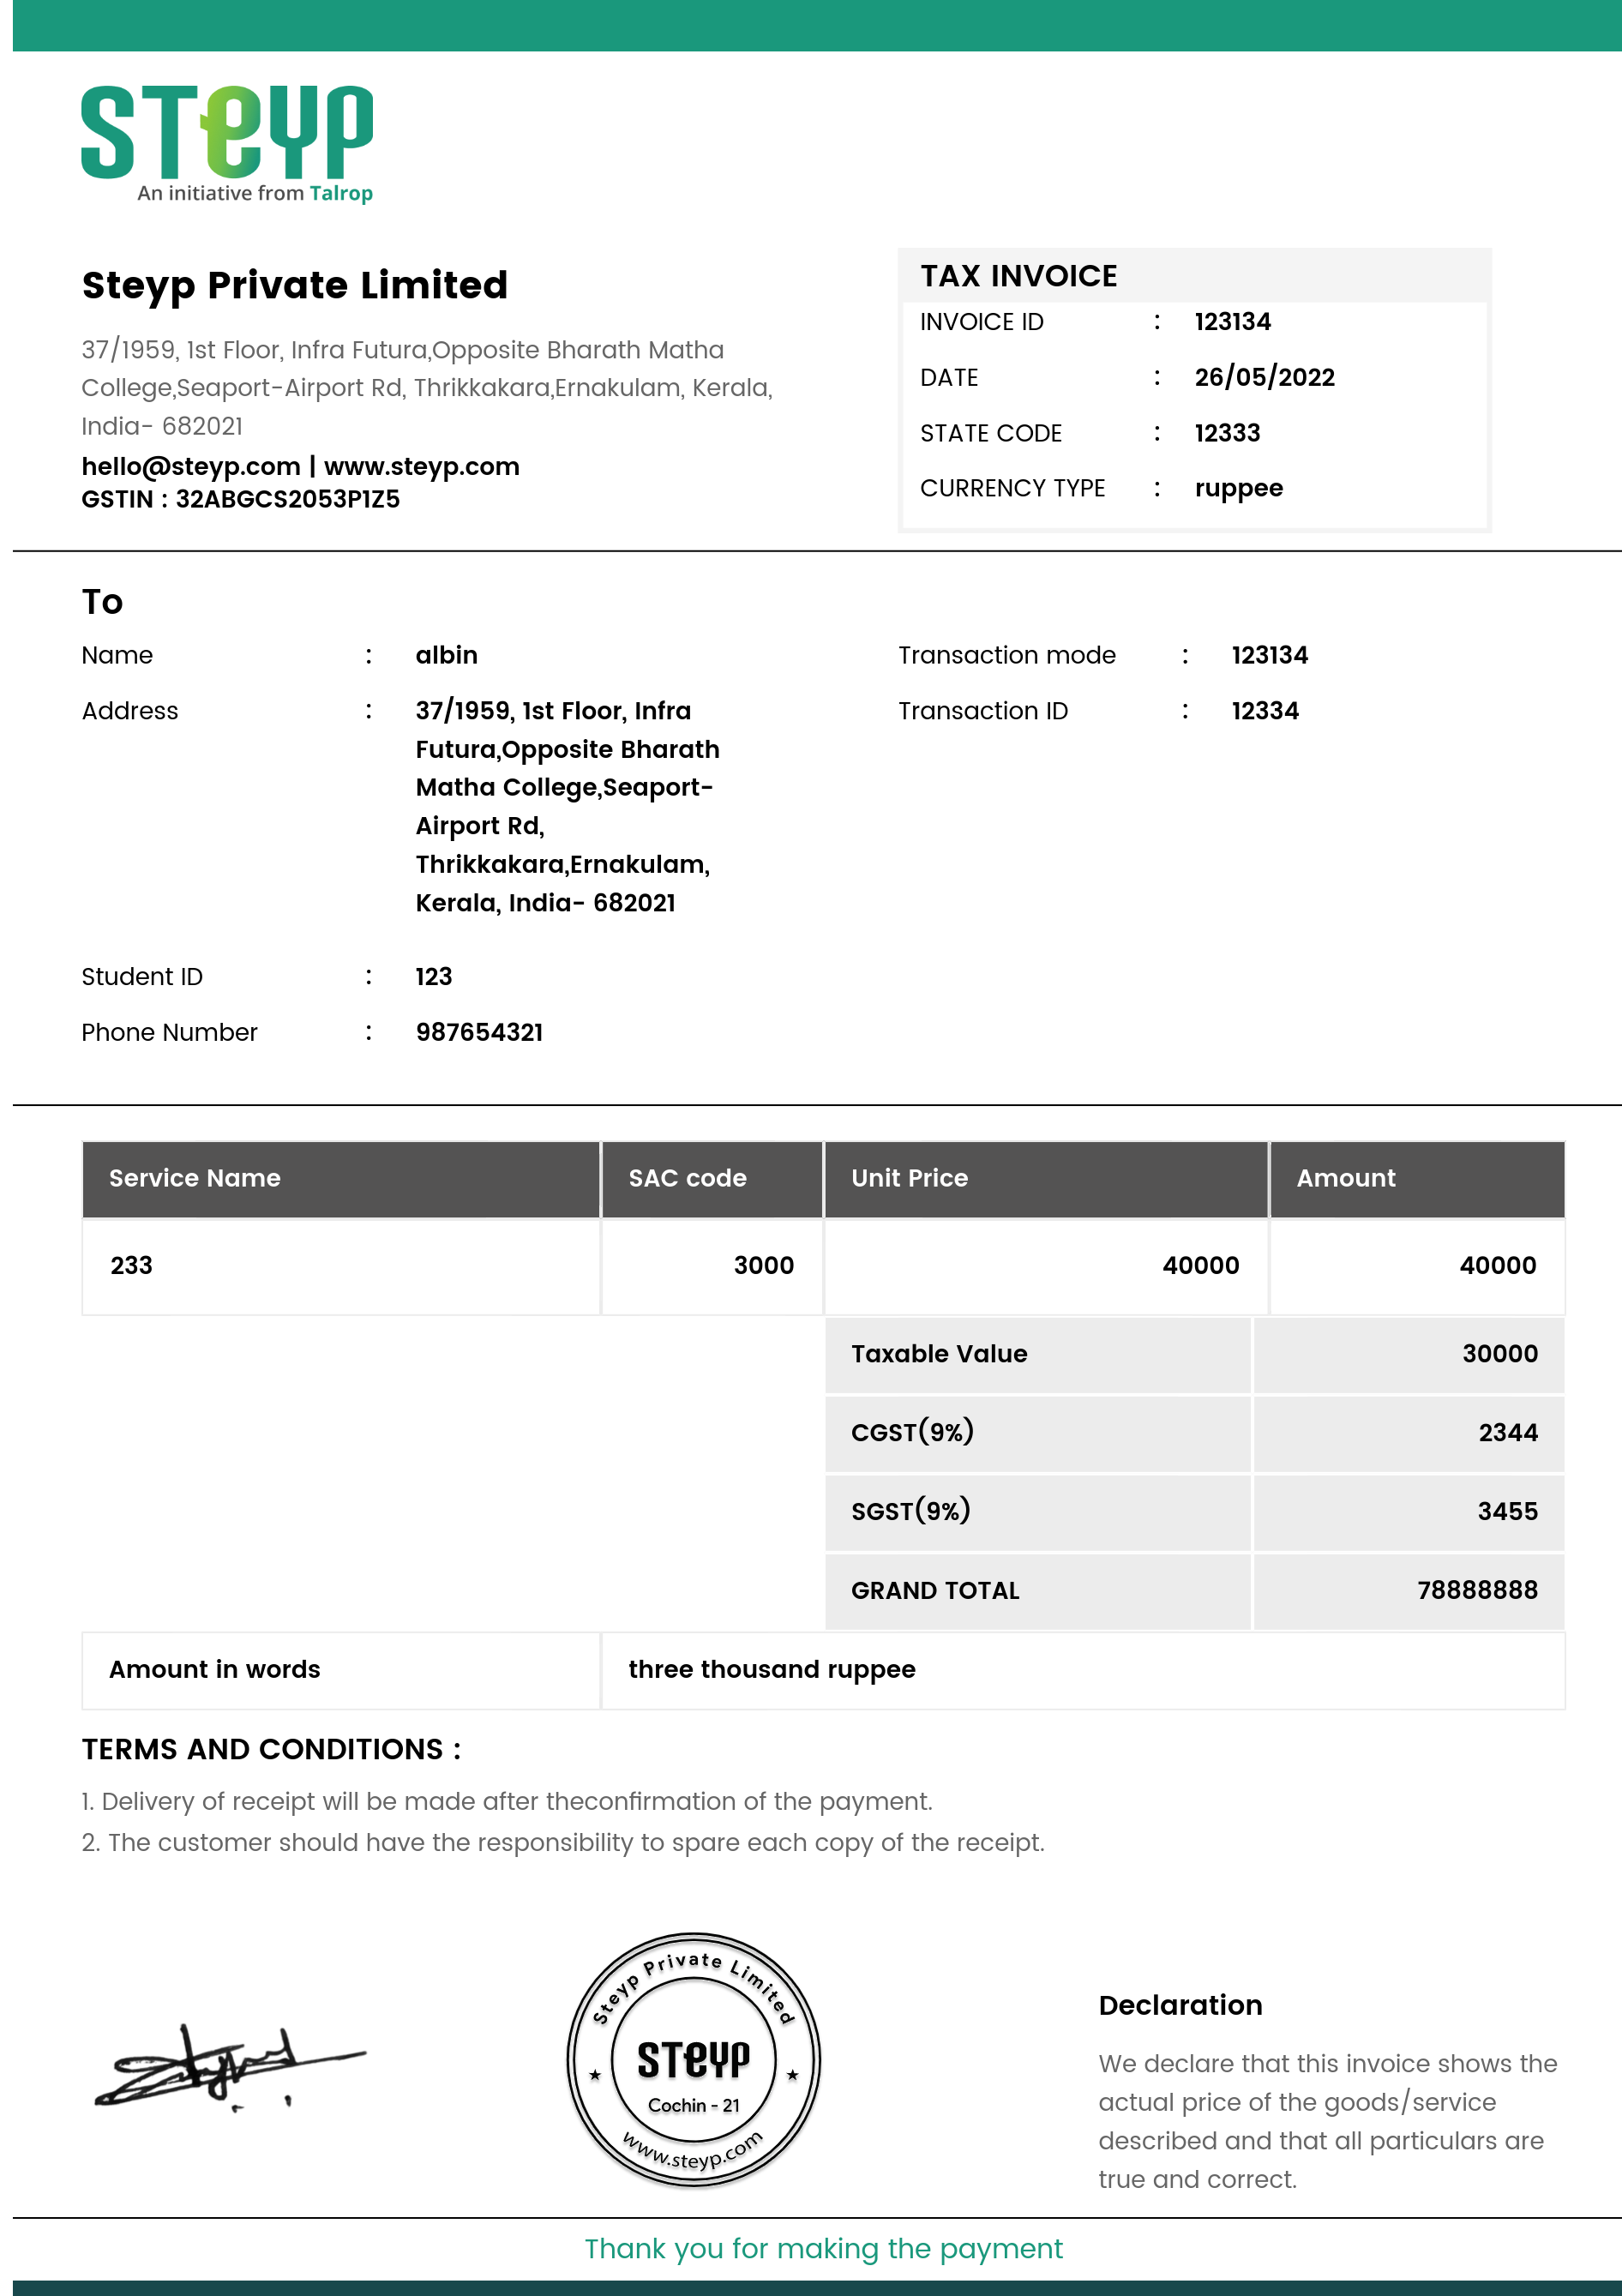 STeyp
An initiative from Talrop
Steyp Private Limited
37/1959, 1st Floor, Infra Futura,Opposite Bharath Matha
College,Seaport-Airport Rd, Thrikkakara,Ernakulam, Kerala,
India- 682021
hello@steyp.com | www.steyp.com
GSTIN : 32ABGCS2053P1Z5
TAX INVOICE
INVOICE ID : 123134
DATE : 26/05/2022
STATE CODE : 12333
CURRENCY TYPE : ruppee
To
Name : albin
Address : 37/1959, 1st Floor, Infra
Futura,Opposite Bharath
Matha College,Seaport-
Airport Rd,
Thrikkakara,Ernakulam,
Kerala, India- 682021
Student ID : 123
Phone Number : 987654321
Transaction mode : 123134
Transaction ID : 12334
Service Name SAC code Unit Price Amount
233 3000 40000 40000
Taxable Value 30000
CGST(9%) 2344
SGST(9%) 3455
GRAND TOTAL 78888888
Amount in words three thousand ruppee
TERMS AND CONDITIONS :
1. Delivery of receipt will be made after theconfirmation of the payment.
2. The customer should have the responsibility to spare each copy of the receipt.
Steyp Private Limited
STeyp
Cochin - 21
www.steyp.com
Declaration
We declare that this invoice shows the
actual price of the goods/service
described and that all particulars are
true and correct.
Thank you for making the payment